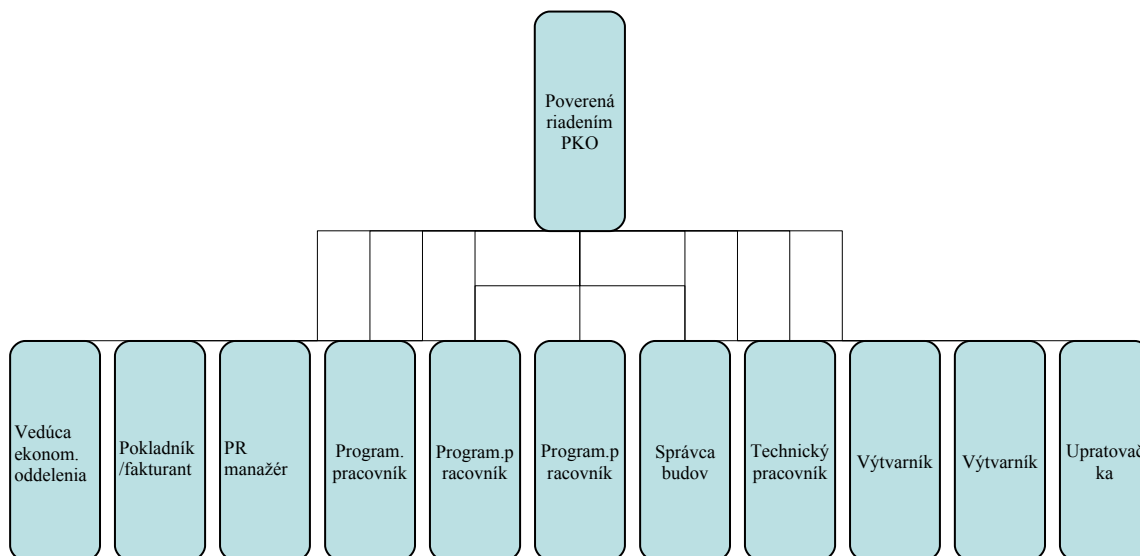 Poverená
riadením
PKO
Vedúca
ekonom.
oddelenia
Pokladník
/fakturant
PR
manažér
Program.
pracovník
Program.p
racovník
Program.p
racovník
Správca
budov
Technický
pracovník
Výtvarník
Výtvarník
Upratovač
ka